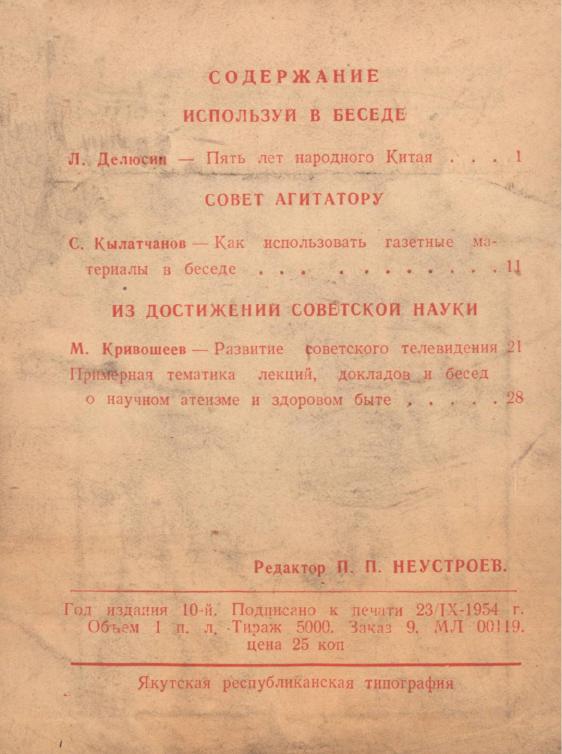 СОДЕРЖАНИЕ
ИСПОЛЬЗУЙ В БЕСЕДЕ
Л. Делюсин — Пять лет народного Китая . . . 1
СОВЕТ АГИТАТОРУ
С. Кылатчанов — Как использовать газетные ма-
териалы в беседе . . . . . . . . . . . 11
ИЗ ДОСТИЖЕНИЙ СОВЕТСКОЙ НАУКИ
М. Кривошеев — Развитие советского телевидения 21
Примерная тематика лекций, докладов и бесед
о научном атеизме и здоровом быте . . . . . 28
Редактор П. П. НЕУСТРОЕВ.
Год издания 10-й. Подписано к печати 23/IX-1954 г.
Объем 1 п. л. Тираж 5000. Заказ 9. МЛ 00119.
цена 25 коп
Якутская республиканская типография